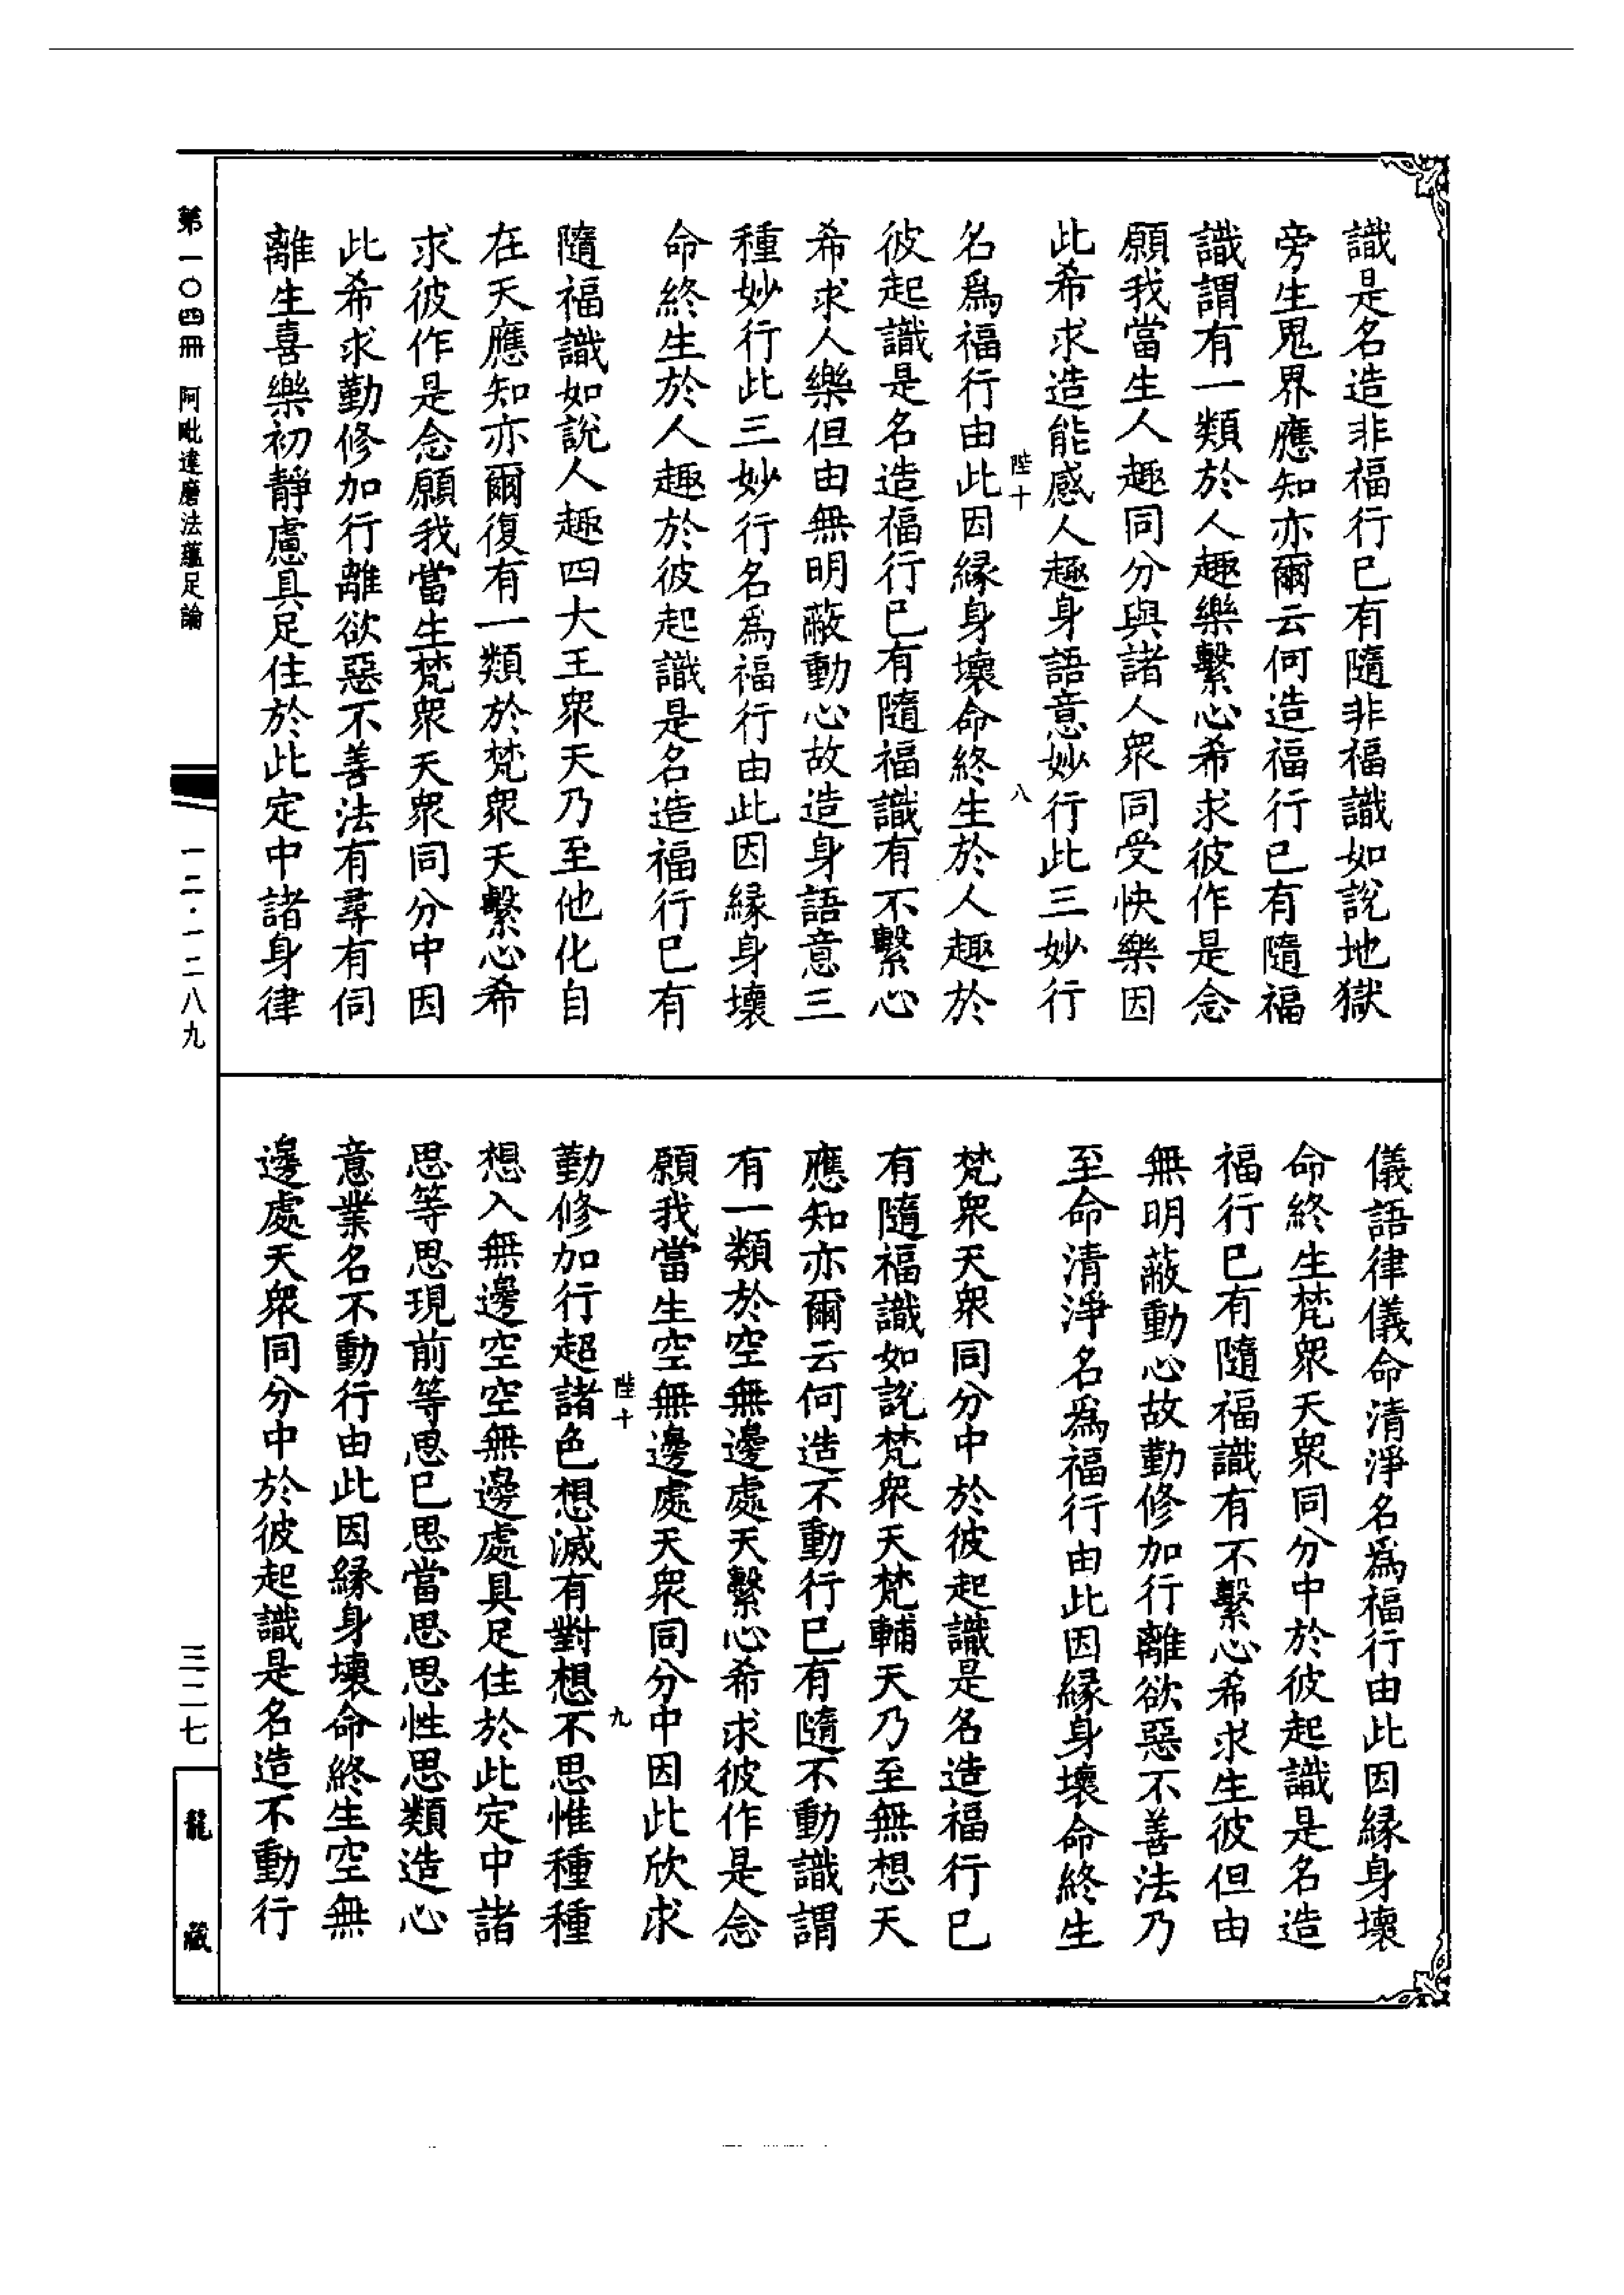 識是名造非福行已有隨非福識如說地獄
旁生鬼界應知亦爾云何造福行已有隨福
識謂有一類於人趣樂繫心希求彼作是念
願我當生人趣同分與諸人眾同受快樂因
此希求造能感人趣身語意妙行此三妙行
陛十 八
名為福行由此因緣身壞命終生於人趣於
彼起識是名造福行已有隨福識有不繫心
希求人樂但由無明蔽動心故造身語意三
種妙行此三妙行名為福行由此因緣身壞
命終生於人趣於彼起識是名造福行已有
隨福識如說人趣四大王眾天乃至他化自
在天應知亦爾復有一類於梵眾天繫心希
求彼作是念願我當生梵眾天眾同分中因
此希求勤修加行離欲惡不善法有尋有伺
離生喜樂初靜慮具足住於此定中諸身律
儀語律儀命清淨名為福行由此因緣身壞
命終生梵眾天眾同分中於彼起識是名造
福行已有隨福識有不繫心希求生彼但由
無明蔽動心故勤修加行離欲惡不善法乃
至命清淨名為福行由此因緣身壞命終生
梵眾天眾同分中於彼起識是名造福行已
有隨福識如說梵眾天梵輔天乃至無想天
應知亦爾云何造不動行已有隨不動識謂
有一類於空無邊處天繫心希求彼作是念
願我當生空無邊處天眾同分中因此欣求
陛十 九
勤修加行超諸色想滅有對想不思惟種種
想入無邊空空無邊處具足住於此定中諸
思等思現前等思已思當思思性思類造心
意業名不動行由此因緣身壞命終生空無
邊處天眾同分中於彼起識是名造不動行
第一〇四冊 阿毗達磨法蘊足論
一二·一二八九
三二七
龍藏